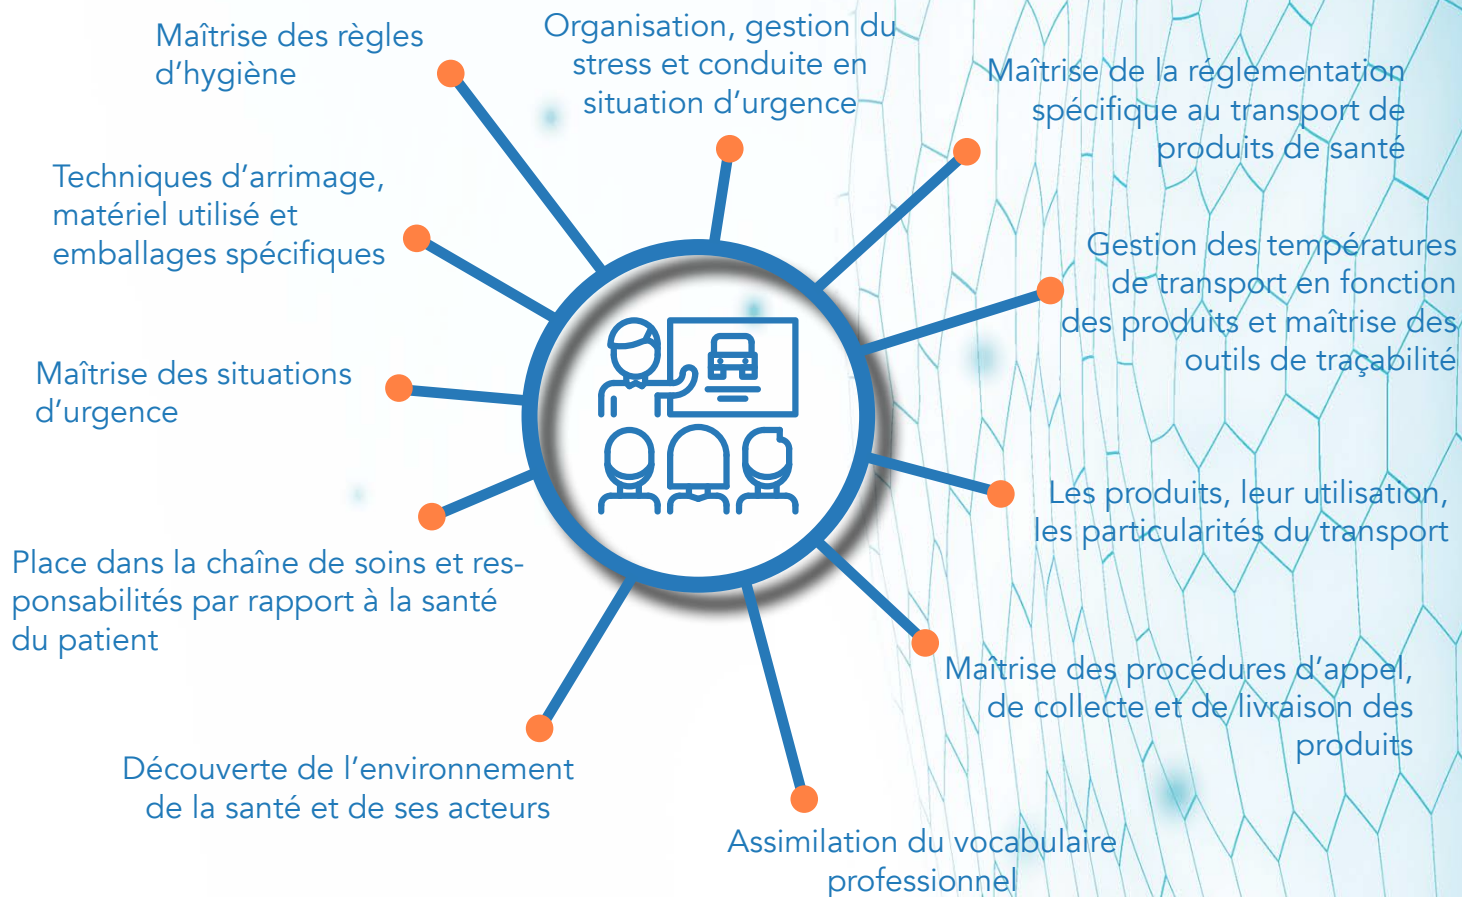 Maîtrise des règles
d’hygiène
Organisation, gestion du
stress et conduite en
situation d’urgence
Maîtrise de la réglementation
spécifique au transport de
produits de santé
Techniques d’arrimage,
matériel utilisé et
emballages spécifiques
Gestion des températures
de transport en fonction
des produits et maîtrise des
outils de traçabilité
Maîtrise des situations
d’urgence
Les produits, leur utilisation,
les particularités du transport
Place dans la chaîne de soins et res-
ponsabilités par rapport à la santé
du patient
Maîtrise des procédures d’appel,
de collecte et de livraison des
produits
Découverte de l’environnement
de la santé et de ses acteurs
Assimilation du vocabulaire
professionnel